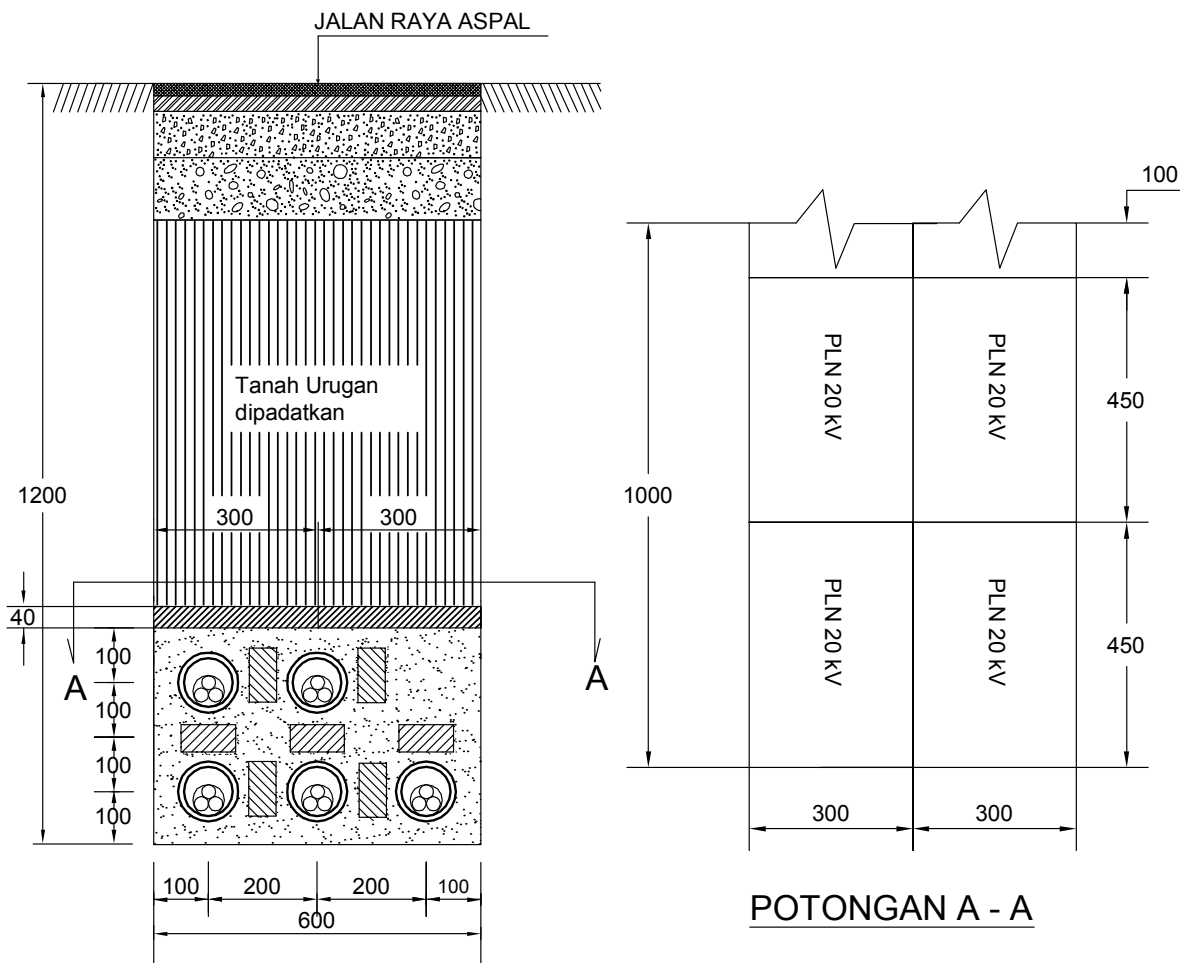 JALAN RAYA ASPAL
Tanah Urugan
dipadatkan
300 300
1200
40
A A
100
100
100
100
100 200 200 100
600
100
PLN 20 kV PLN 20 kV
450
1000
PLN 20 kV PLN 20 kV
450
300 300
POTONGAN A - A